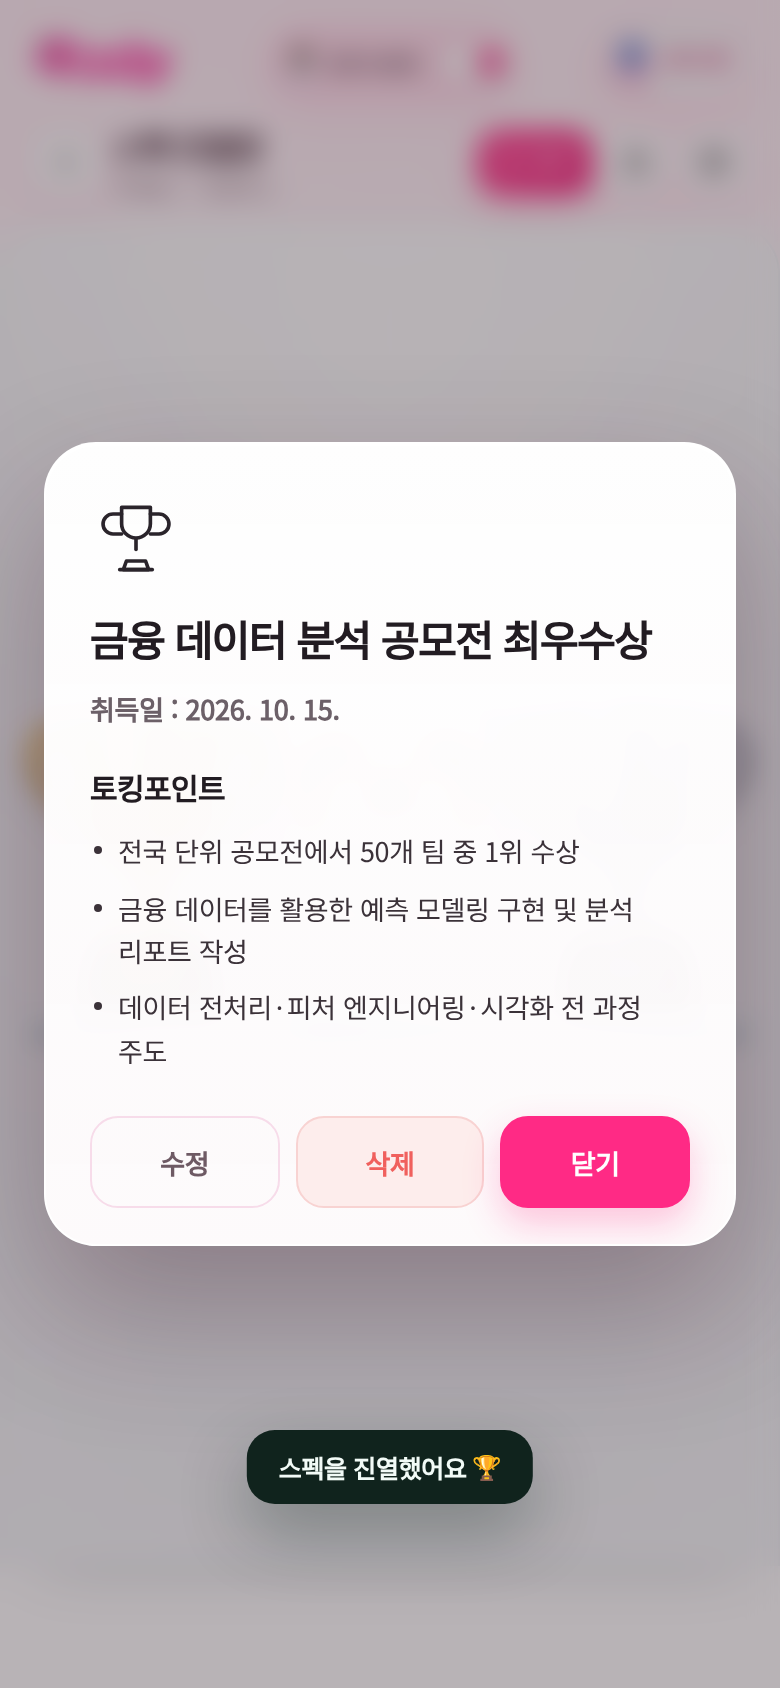 금융 데이터 분석 공모전 최우수상
취득일 : 2026. 10. 15.
토킹포인트
• 전국 단위 공모전에서 50개 팀 중 1위 수상
• 금융 데이터를 활용한 예측 모델링 구현 및 분석
리포트 작성
• 데이터 전처리·피처 엔지니어링·시각화 전 과정
주도
수정
삭제
닫기
스펙을 진열했어요 🏆